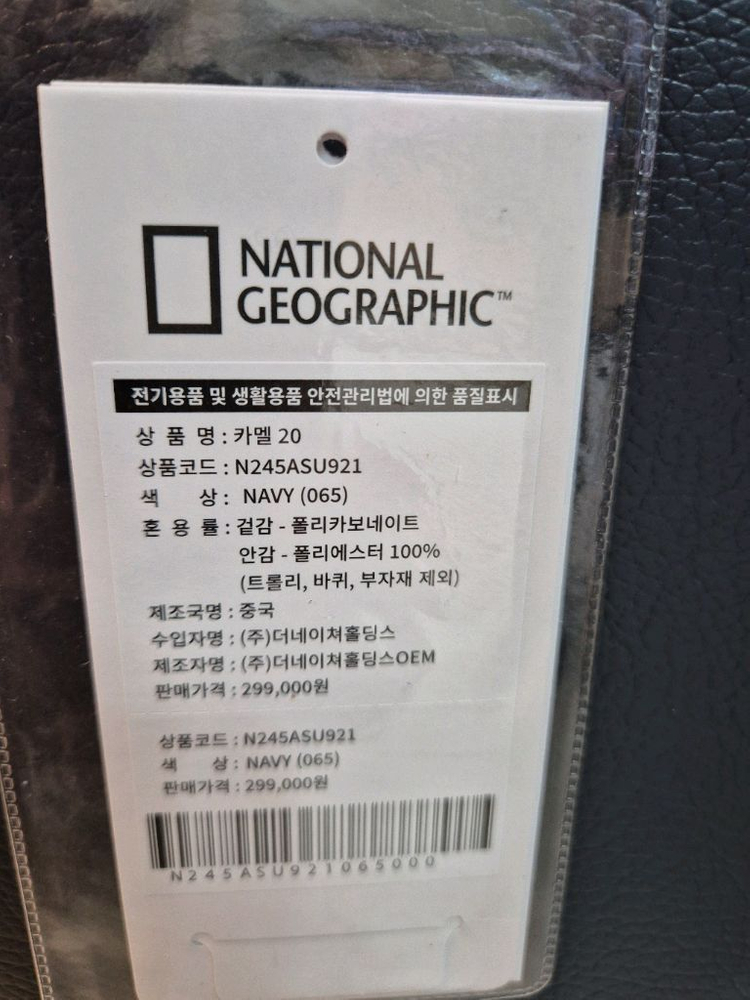 NATIONAL
GEOGRAPHIC™
전기용품 및 생활용품 안전관리법에 의한 품질표시
상 품 명 : 카멜 20
상품코드 : N245ASU921
색 상 : NAVY (065)
혼 용 률 : 겉감 - 폴리카보네이트
안감 - 폴리에스터 100%
(트롤리, 바퀴, 부자재 제외)
제조국명 : 중국
수입자명 : (주)더네이쳐홀딩스
제조자명 : (주)더네이쳐홀딩스OEM
판매가격 : 299,000원
상품코드 : N245ASU921
색 상 : NAVY (065)
판매가격 : 299,000원
N245ASU921065000